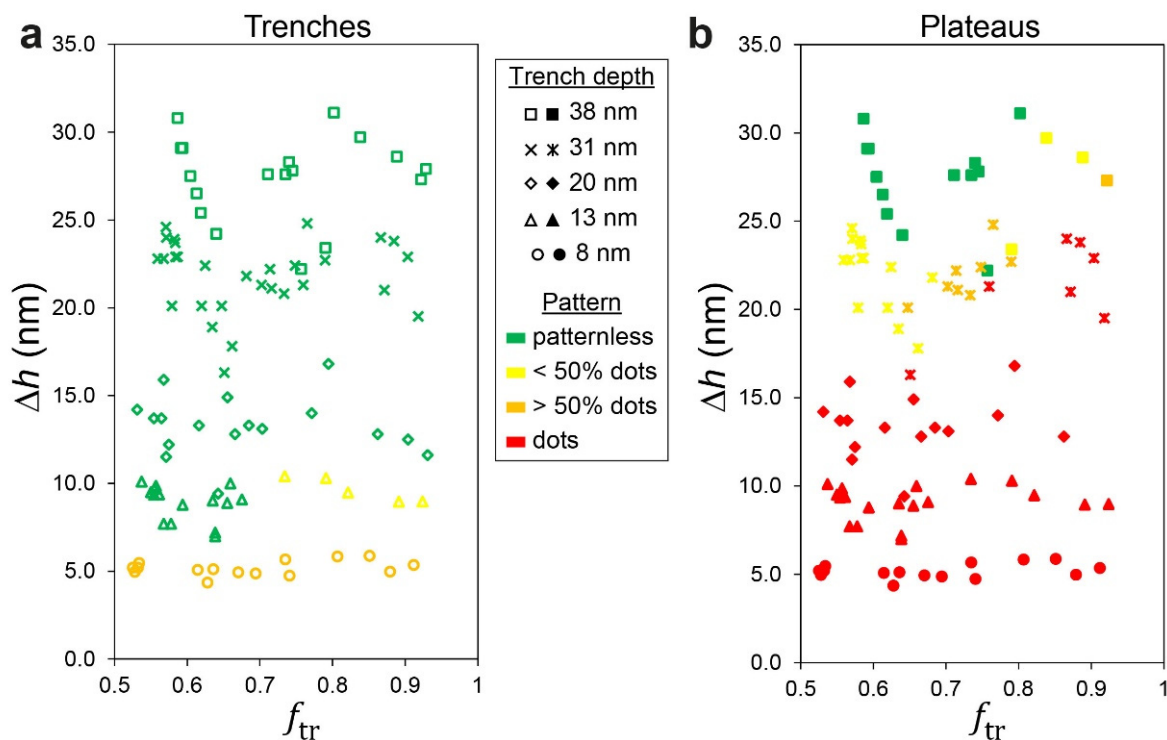 a
Trenches
35.0
30.0
25.0
20.0
15.0
10.0
5.0
0.0
Δh (nm)
0.5 0.6 0.7 0.8 0.9 1
f_tr
Trench depth
38 nm
31 nm
20 nm
13 nm
8 nm
Pattern
patternless
< 50% dots
> 50% dots
dots
b
Plateaus
35.0
30.0
25.0
20.0
15.0
10.0
5.0
0.0
Δh (nm)
0.5 0.6 0.7 0.8 0.9 1
f_tr